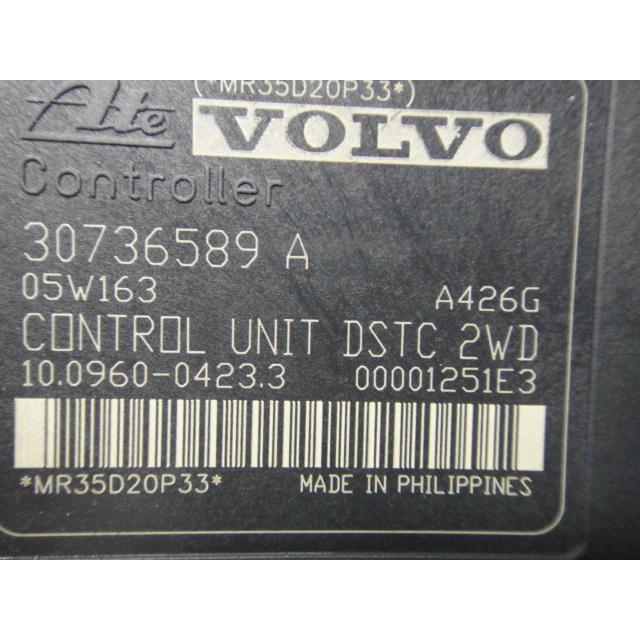 (*MR35D20P33*)
Ate VOLVO
Controller
30736589 A
05W163 A426G
CONTROL UNIT DSTC 2WD
10.0960-0423.3 00001251E3
*MR35D20P33* MADE IN PHILIPPINES